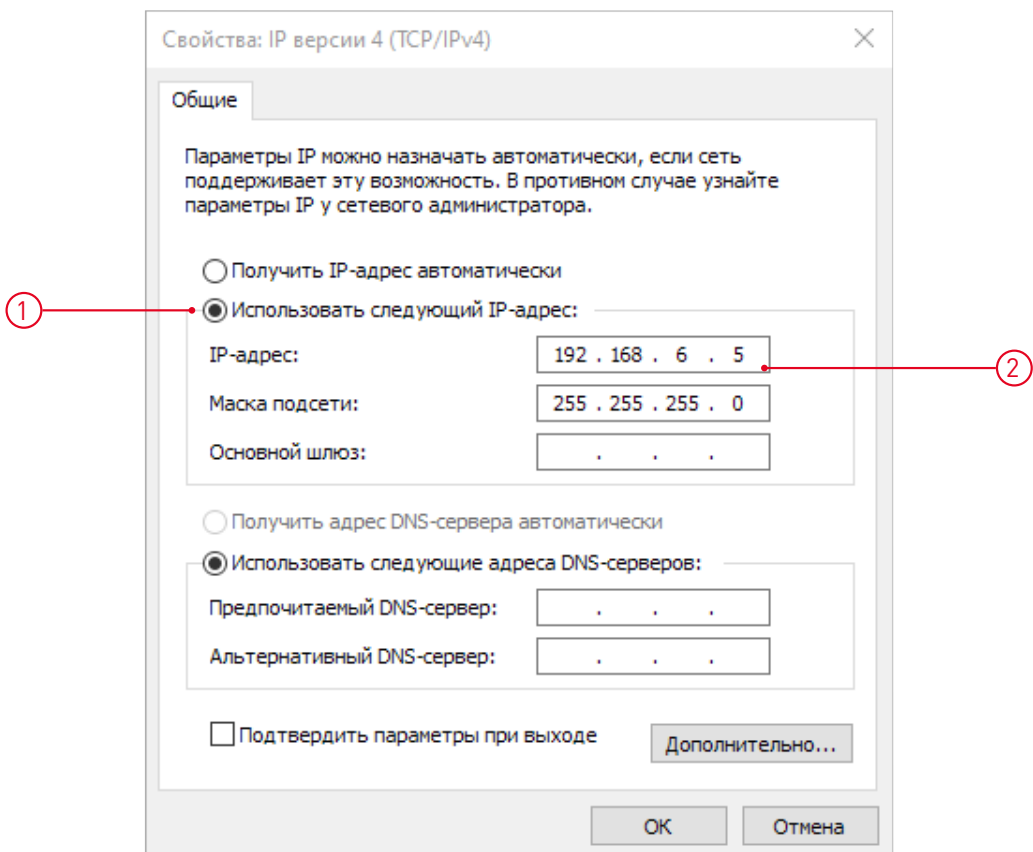 Свойства: IP версии 4 (TCP/IPv4)
Общие
Параметры IP можно назначать автоматически, если сеть
поддерживает эту возможность. В противном случае узнайте
параметры IP у сетевого администратора.
Получить IP-адрес автоматически
1 Использовать следующий IP-адрес:
IP-адрес: 192 . 168 . 6 . 5 2
Маска подсети: 255 . 255 . 255 . 0
Основной шлюз: . . .
Получить адрес DNS-сервера автоматически
Использовать следующие адреса DNS-серверов:
Предпочитаемый DNS-сервер: . . .
Альтернативный DNS-сервер: . . .
Подтвердить параметры при выходе Дополнительно...
ОК Отмена